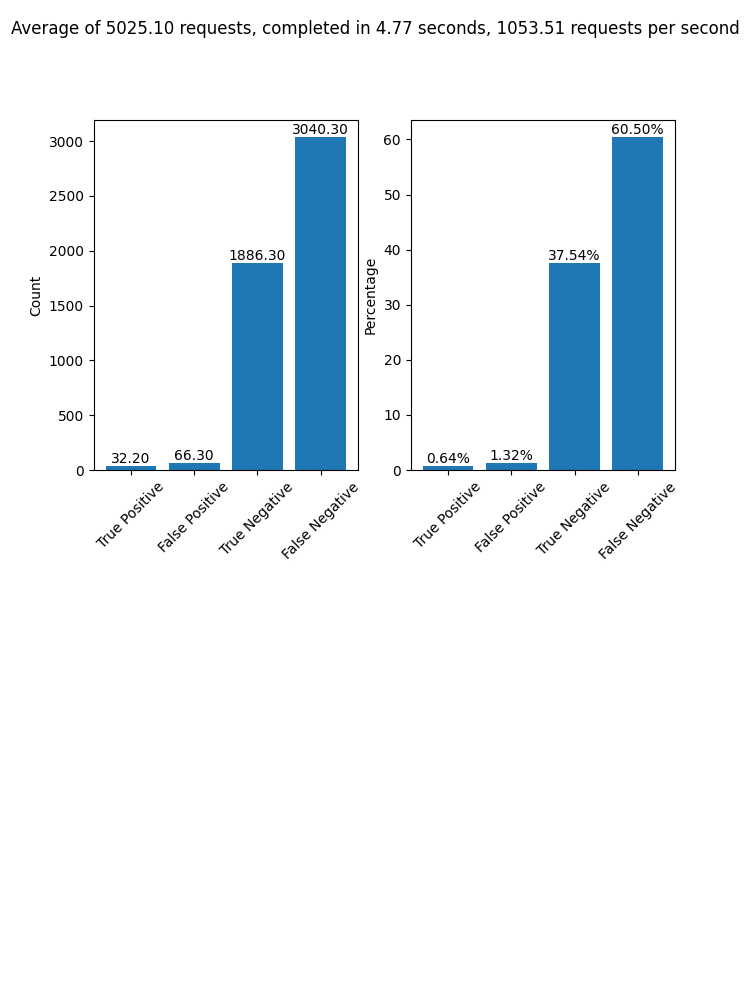 Average of 5025.10 requests, completed in 4.77 seconds, 1053.51 requests per second
Count
3000
2500
2000
1500
1000
500
0
32.20
66.30
1886.30
3040.30
True Positive
False Positive
True Negative
False Negative
Percentage
60
50
40
30
20
10
0
0.64%
1.32%
37.54%
60.50%
True Positive
False Positive
True Negative
False Negative